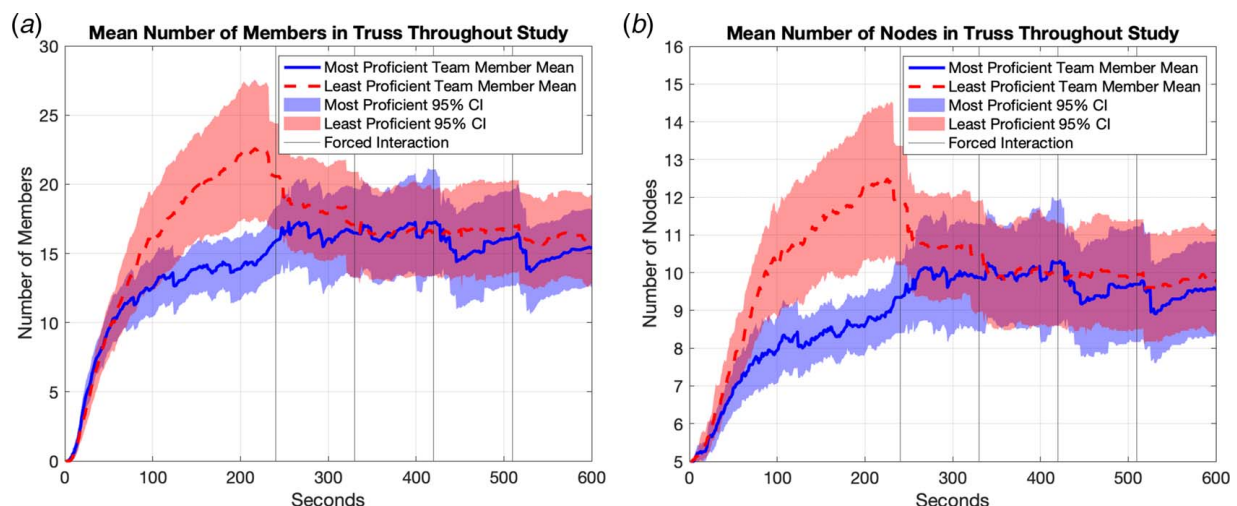 (a)
Mean Number of Members in Truss Throughout Study
30
25
20
15
10
5
0
Number of Members
Most Proficient Team Member Mean
Least Proficient Team Member Mean
Most Proficient 95% CI
Least Proficient 95% CI
Forced Interaction
0 100 200 300 400 500 600
Seconds
(b)
Mean Number of Nodes in Truss Throughout Study
16
15
14
13
12
11
10
9
8
7
6
5
Number of Nodes
Most Proficient Team Member Mean
Least Proficient Team Member Mean
Most Proficient 95% CI
Least Proficient 95% CI
Forced Interaction
0 100 200 300 400 500 600
Seconds